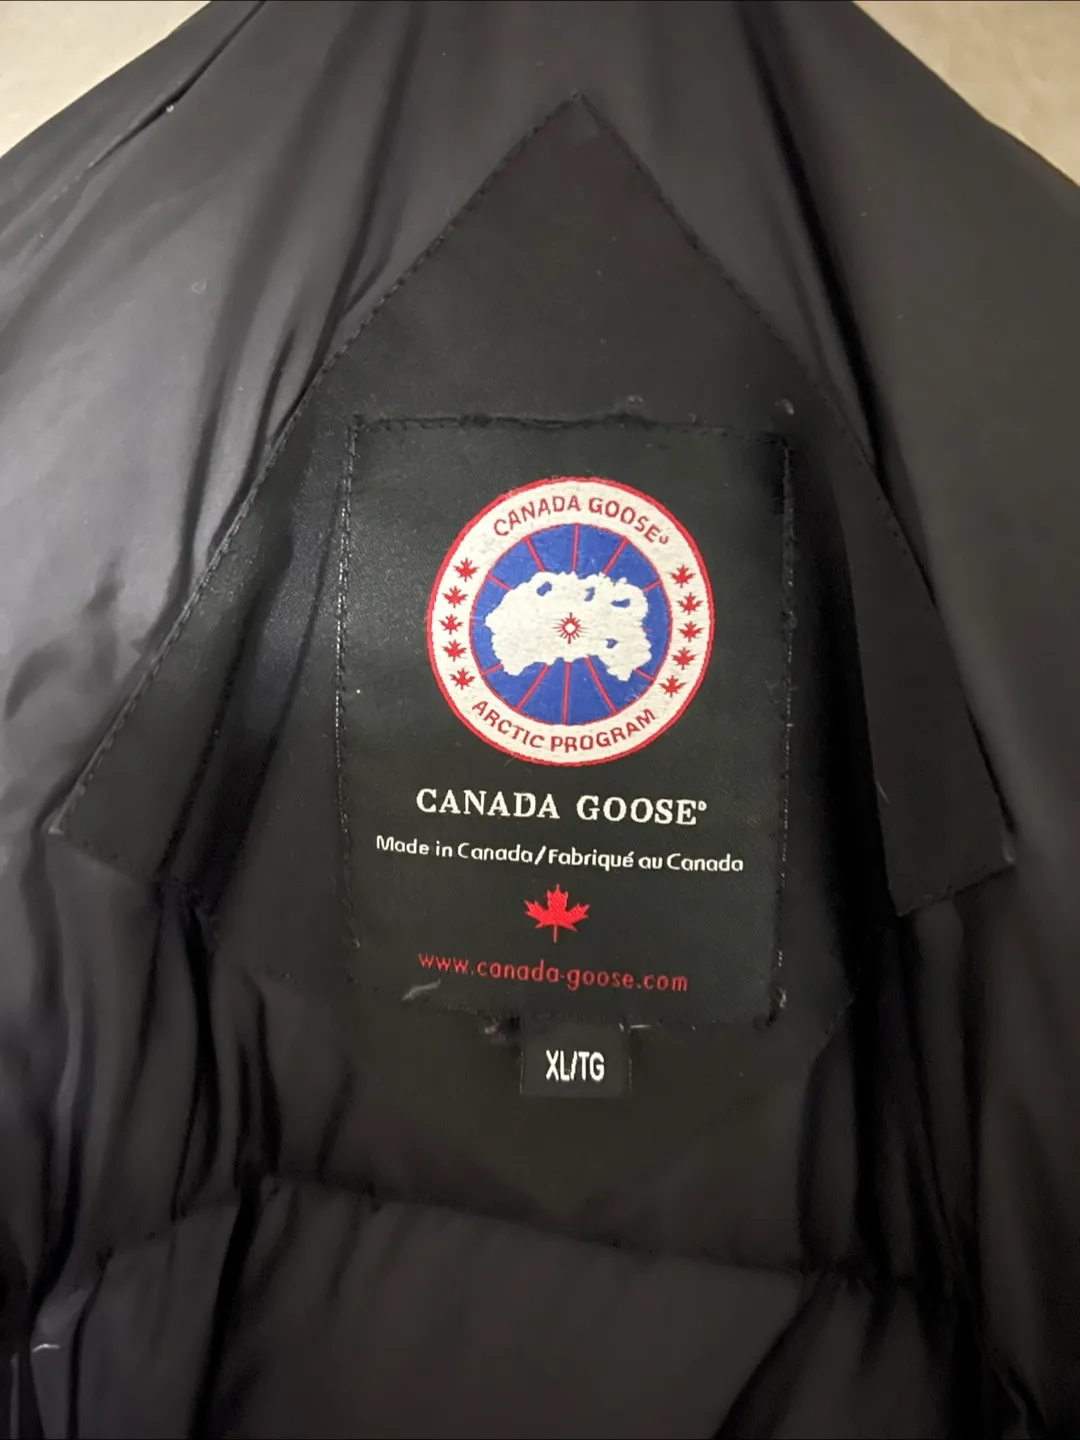 CANADA GOOSE®
ARCTIC PROGRAM
CANADA GOOSE®
Made in Canada/Fabriqué au Canada
www.canada-goose.com
XL/TG